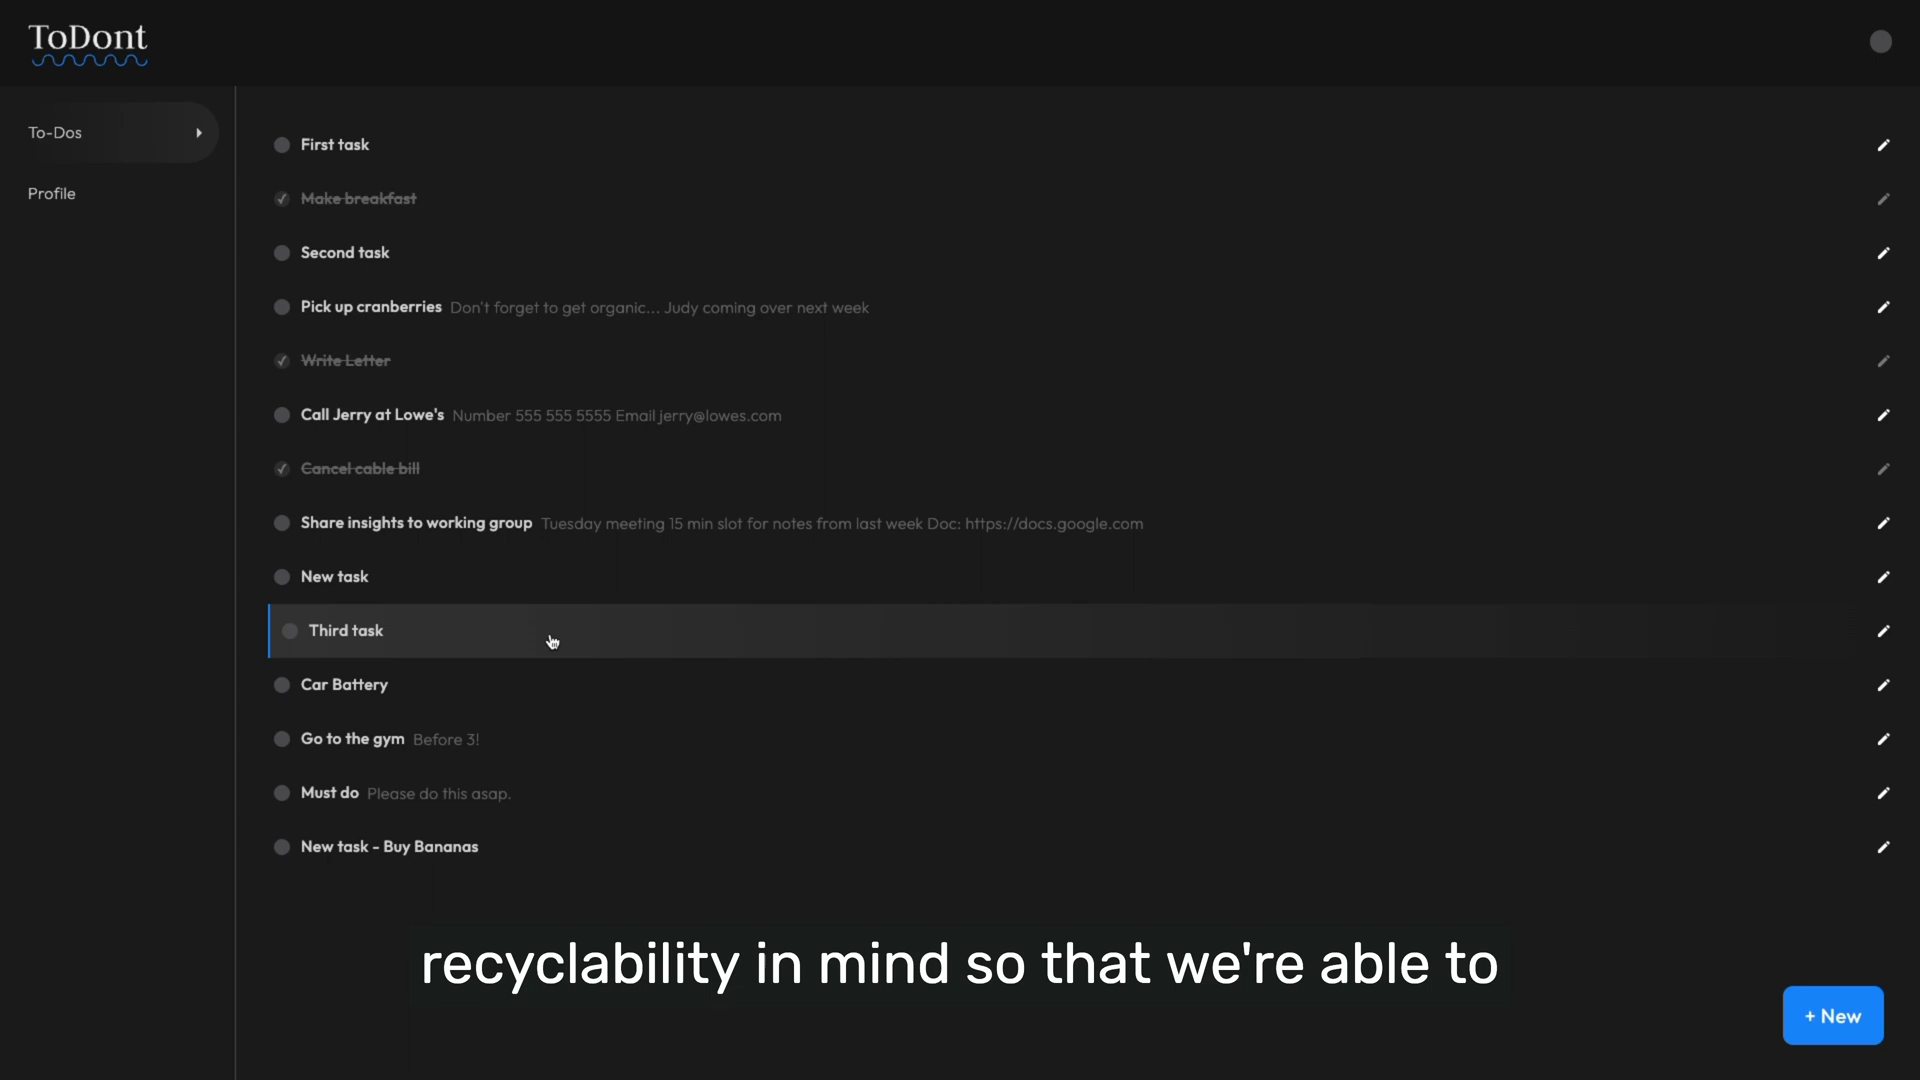 ToDont
To-Dos
Profile
First task
Make breakfast
Second task
Pick up cranberries Don't forget to get organic... Judy coming over next week
Write Letter
Call Jerry at Lowe's Number 555 555 5555 Email jerry@lowes.com
Cancel cable bill
Share insights to working group Tuesday meeting 15 min slot for notes from last week Doc: https://docs.google.com
New task
Third task
Car Battery
Go to the gym Before 3!
Must do Please do this asap.
New task - Buy Bananas
recyclability in mind so that we're able to
+ New